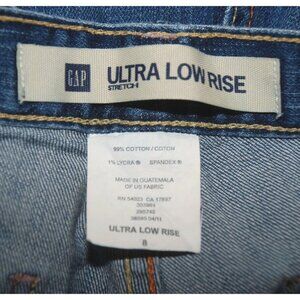 GAP
ULTRA LOW RISE
STRETCH
99% COTTON / COTON
1% LYCRA ® SPANDEX ®
MADE IN GUATEMALA
OF US FABRIC
RN 54023 CA 17897
ULTRA LOW RISE
8